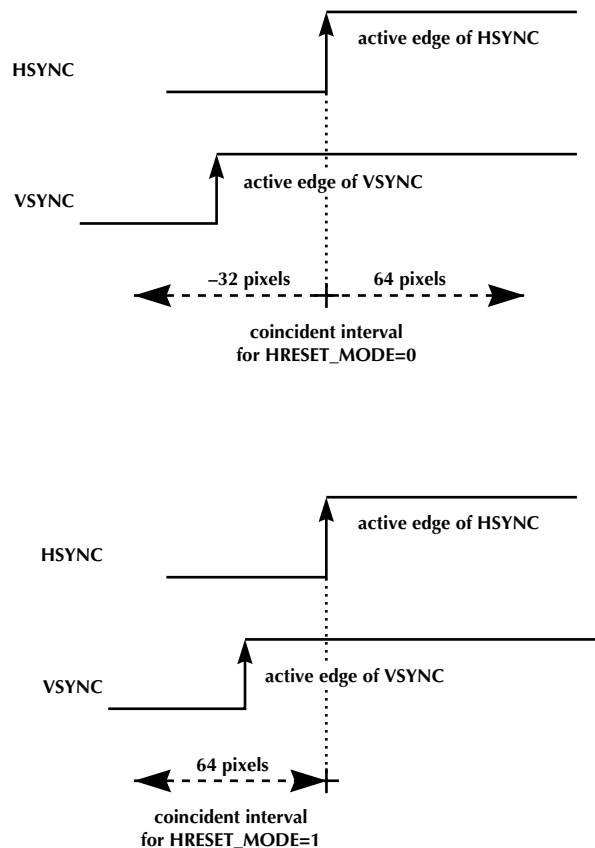 active edge of HSYNC
HSYNC
active edge of VSYNC
VSYNC
–32 pixels 64 pixels
coincident interval
for HRESET_MODE=0
active edge of HSYNC
HSYNC
active edge of VSYNC
VSYNC
64 pixels
coincident interval
for HRESET_MODE=1